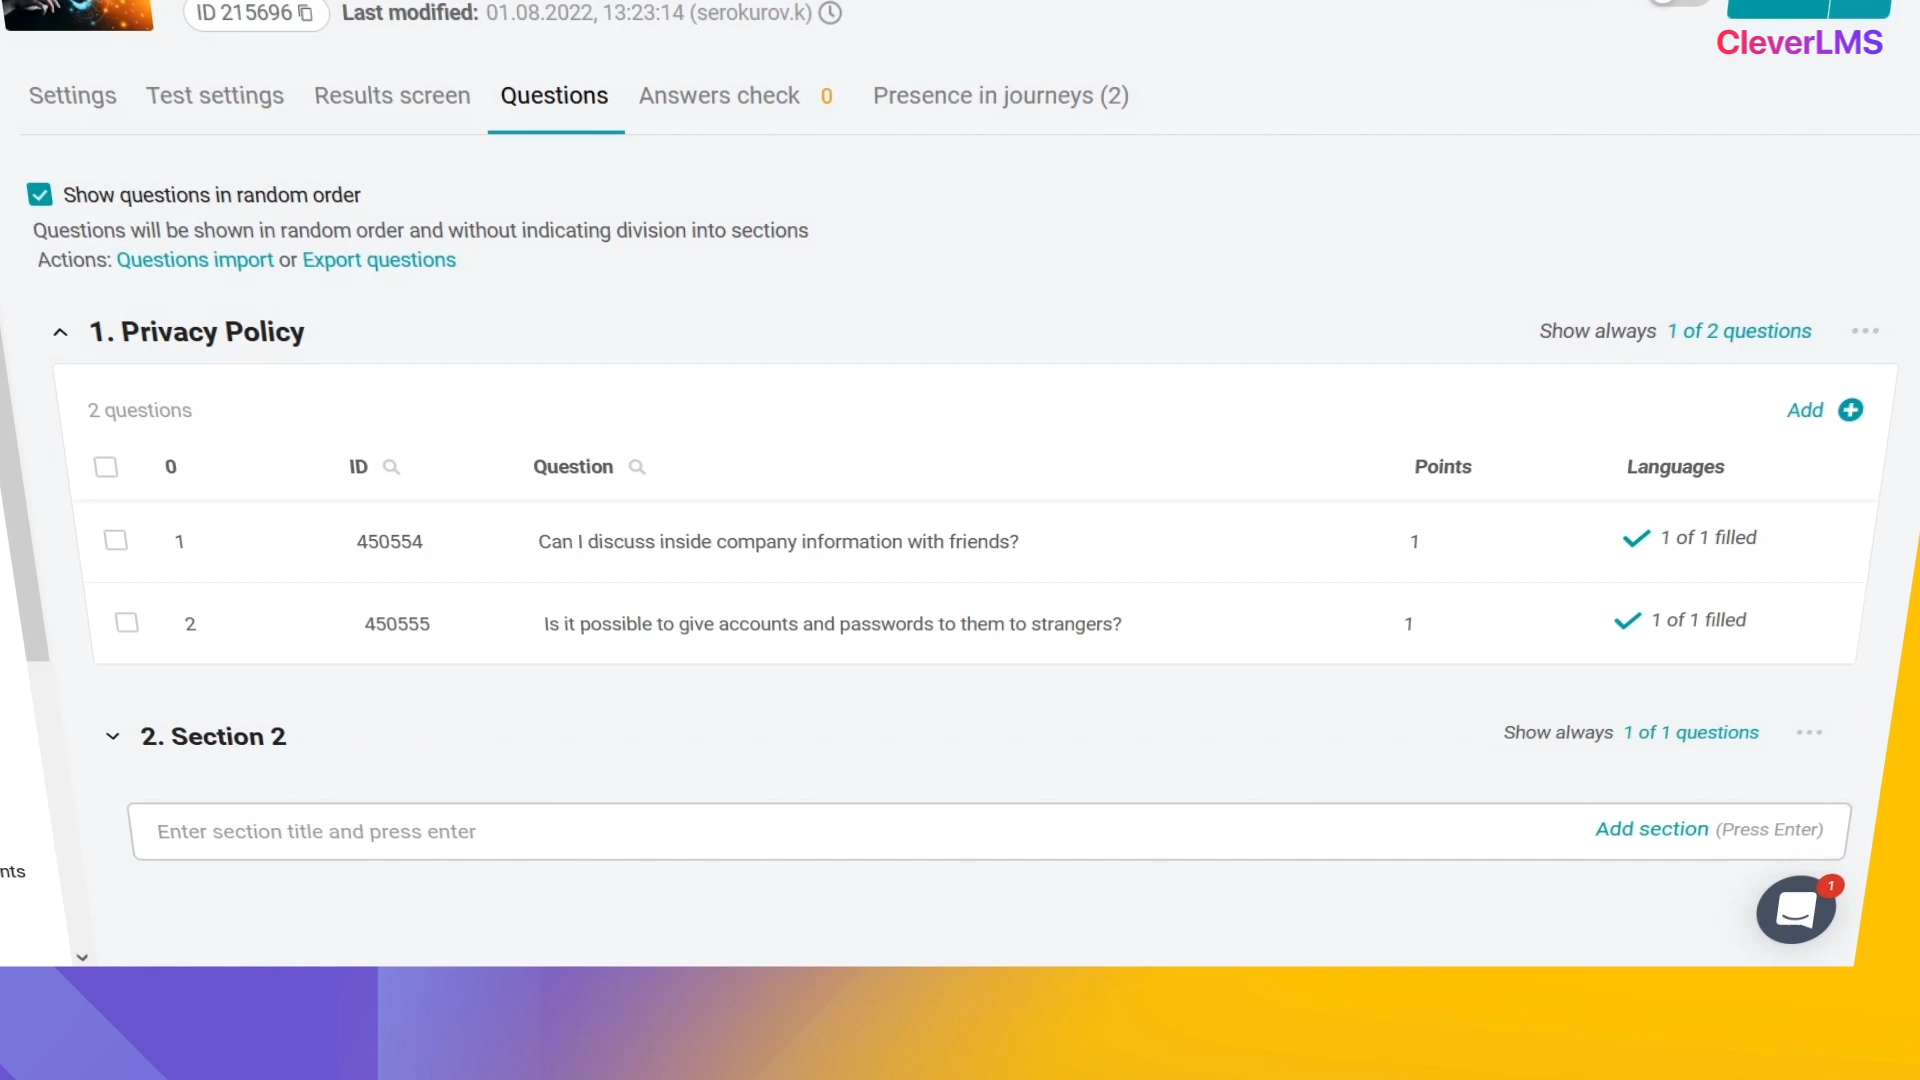 ID 215696 Last modified: 01.08.2022, 13:23:14 (serokurov.k)
CleverLMS
Settings Test settings Results screen Questions Answers check 0 Presence in journeys (2)
Show questions in random order
Questions will be shown in random order and without indicating division into sections
Actions: Questions import or Export questions
1. Privacy Policy Show always 1 of 2 questions
2 questions Add
0 ID Question Points Languages
1 450554 Can I discuss inside company information with friends? 1 1 of 1 filled
2 450555 Is it possible to give accounts and passwords to them to strangers? 1 1 of 1 filled
2. Section 2 Show always 1 of 1 questions
Enter section title and press enter Add section (Press Enter)
nts
1